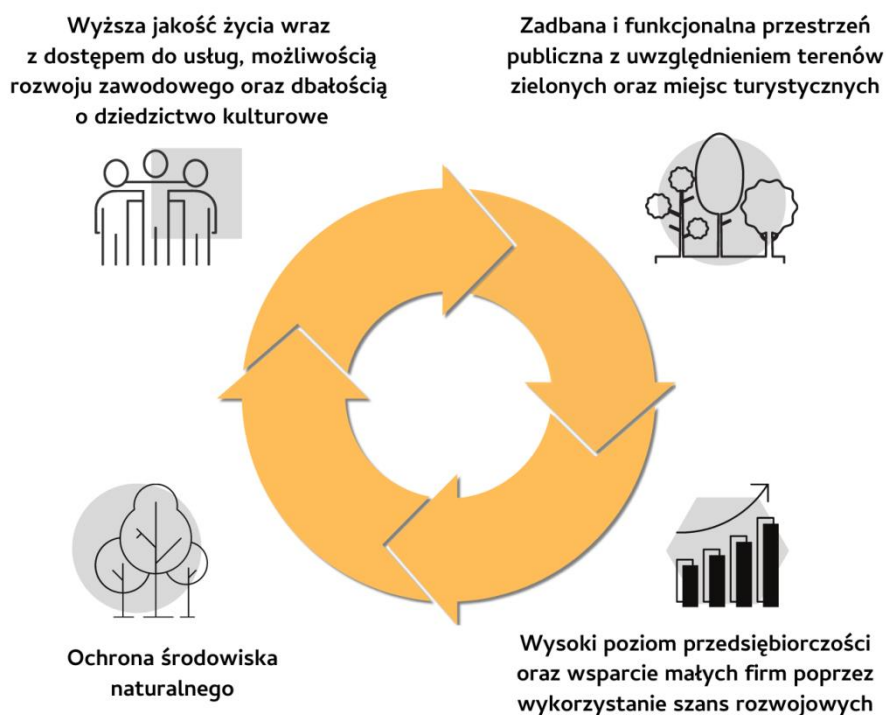 Wyższa jakość życia wraz
z dostępem do usług, możliwością
rozwoju zawodowego oraz dbałością
o dziedzictwo kulturowe
Zadbana i funkcjonalna przestrzeń
publiczna z uwzględnieniem terenów
zielonych oraz miejsc turystycznych
Ochrona środowiska
naturalnego
Wysoki poziom przedsiębiorczości
oraz wsparcie małych firm poprzez
wykorzystanie szans rozwojowych